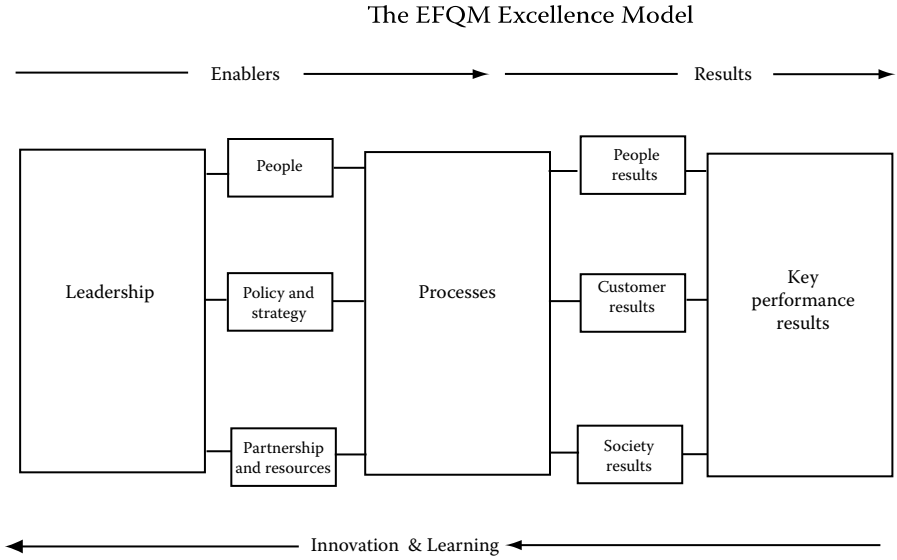 The EFQM Excellence Model
Enablers
Results
People
People
results
Leadership
Policy and
strategy
Processes
Customer
results
Key
performance
results
Partnership
and resources
Society
results
Innovation & Learning